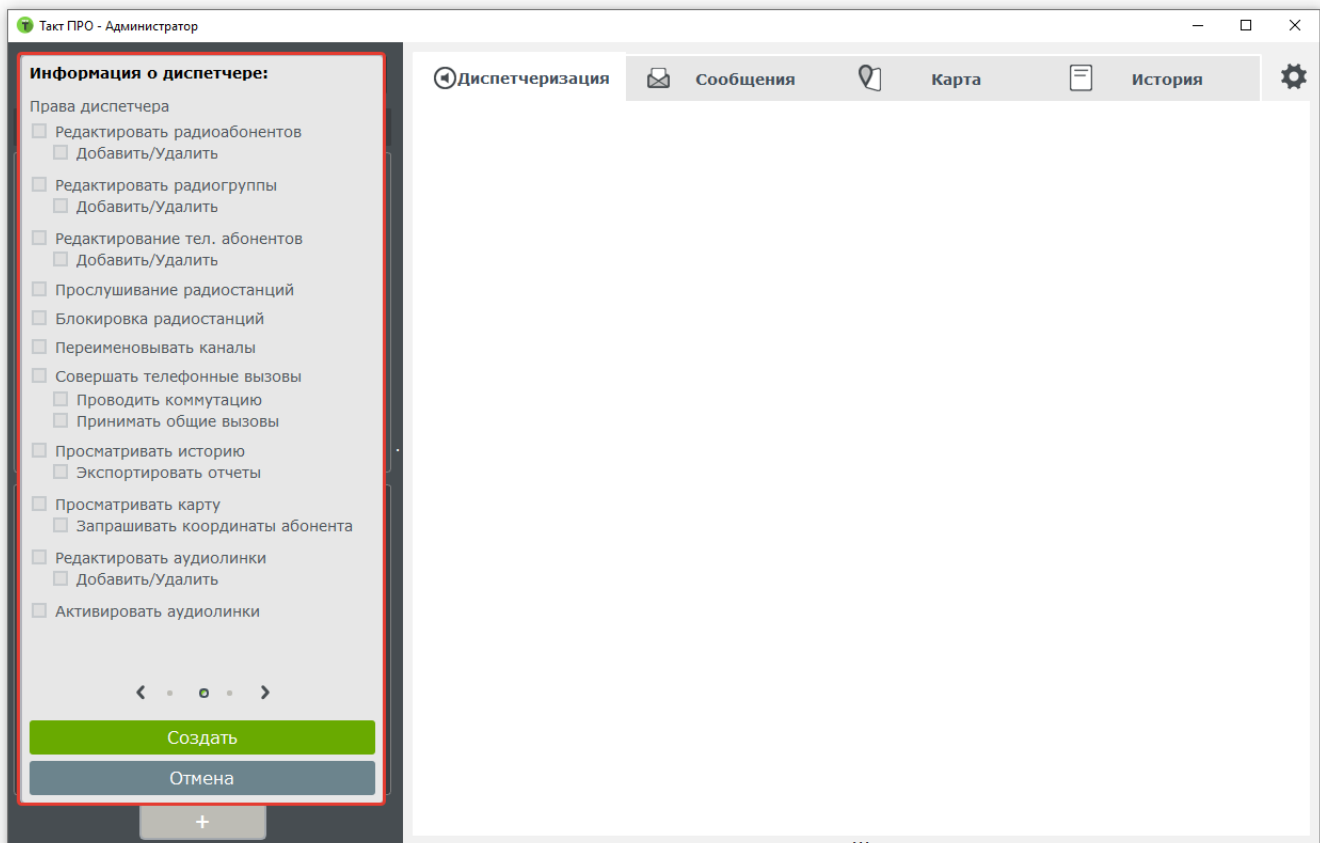 Такт ПРО - Администратор
Информация о диспетчере:
Права диспетчера
Редактировать радиоабонентов
Добавить/Удалить
Редактировать радиогруппы
Добавить/Удалить
Редактирование тел. абонентов
Добавить/Удалить
Прослушивание радиостанций
Блокировка радиостанций
Переименовывать каналы
Совершать телефонные вызовы
Проводить коммутацию
Принимать общие вызовы
Просматривать историю
Экспортировать отчеты
Просматривать карту
Запрашивать координаты абонента
Редактировать аудиолинки
Добавить/Удалить
Активировать аудиолинки
Создать
Отмена
+
Диспетчеризация
Сообщения
Карта
История